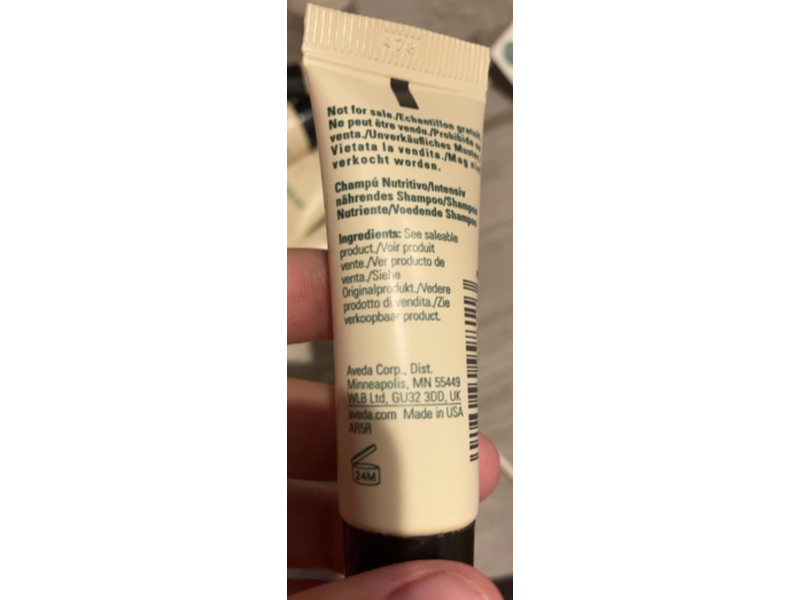 Not for sale./Echantillon gratuit
Ne peut être vendu./Prohibida su
venta./Unverkäufliches Muster
Vietata la vendita./Mag
verkocht worden.
Champú Nutritivo/Intensiv
nährendes Shampoo/Shampoo
Nutriente/Voedende Shampoo
Ingredients: See saleable
product./Voir produit
vente./Ver producto de
venta./Siehe
Originalprodukt./Vedere
prodotto di vendita./Zie
verkoopbaar product.
Aveda Corp., Dist.
Minneapolis, MN 55449
WLB Ltd, GU32 3DD, UK
aveda.com Made in USA
AR5R
24M